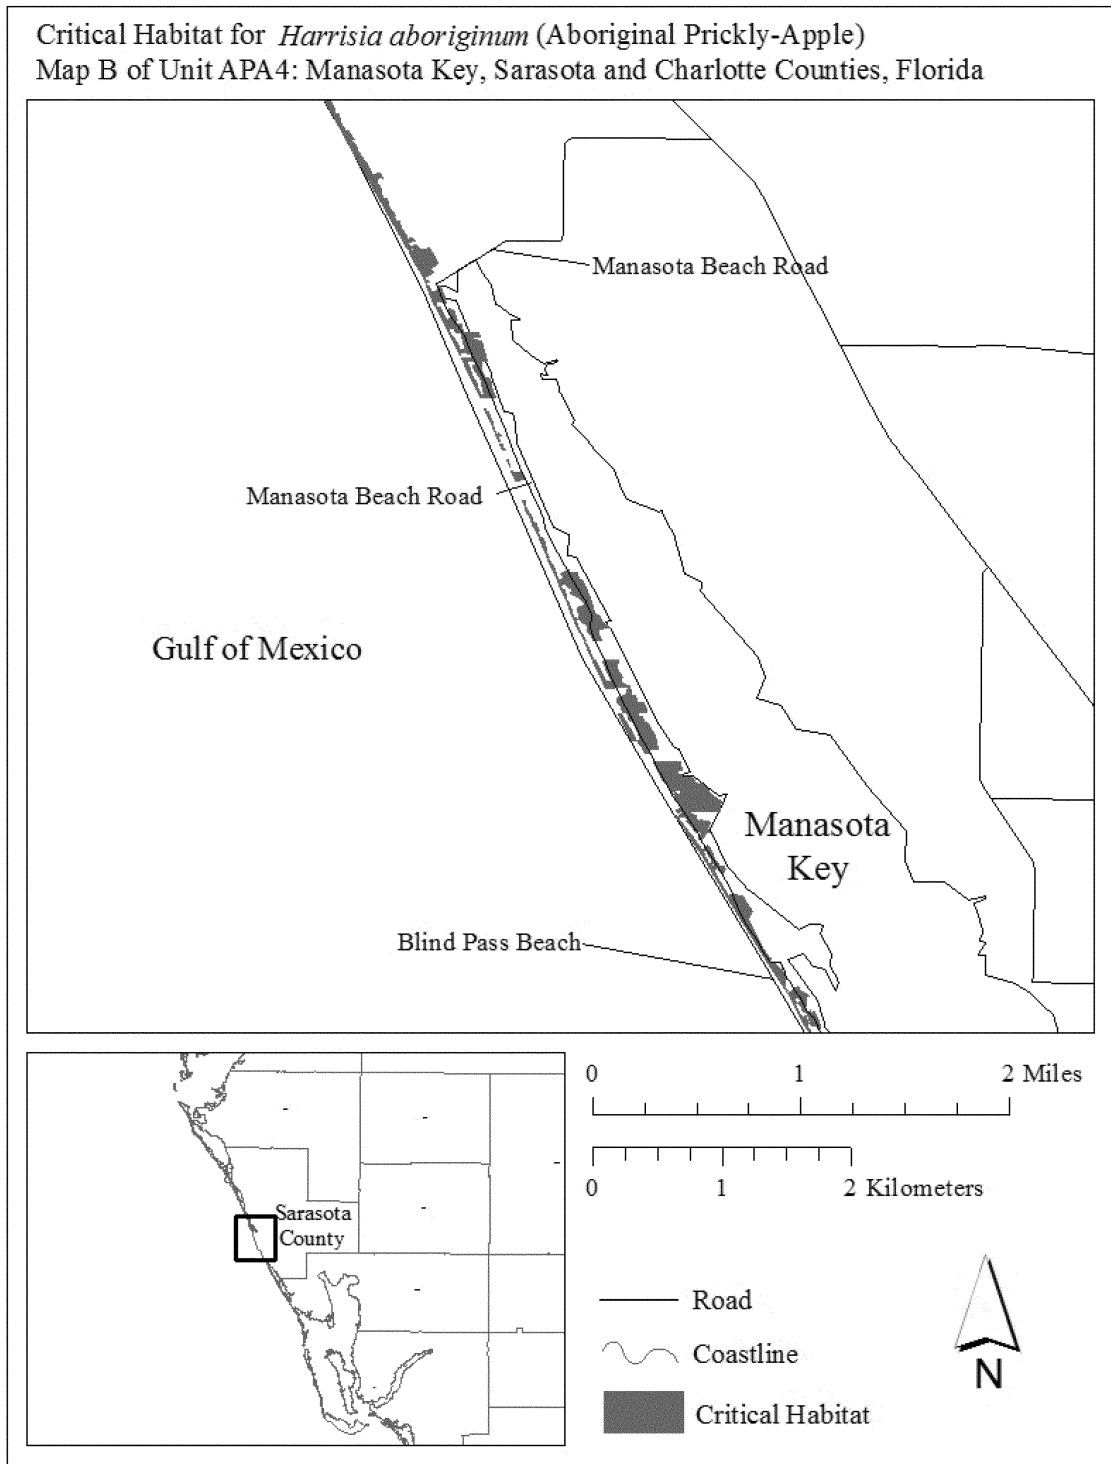 Critical Habitat for Harrisia aboriginum (Aboriginal Prickly-Apple)
Map B of Unit APA4: Manasota Key, Sarasota and Charlotte Counties, Florida
Manasota Beach Road
Manasota Beach Road
Gulf of Mexico
Manasota
Key
Blind Pass Beach
Sarasota
County
0 1 2 Miles
0 1 2 Kilometers
Road
Coastline
Critical Habitat
N